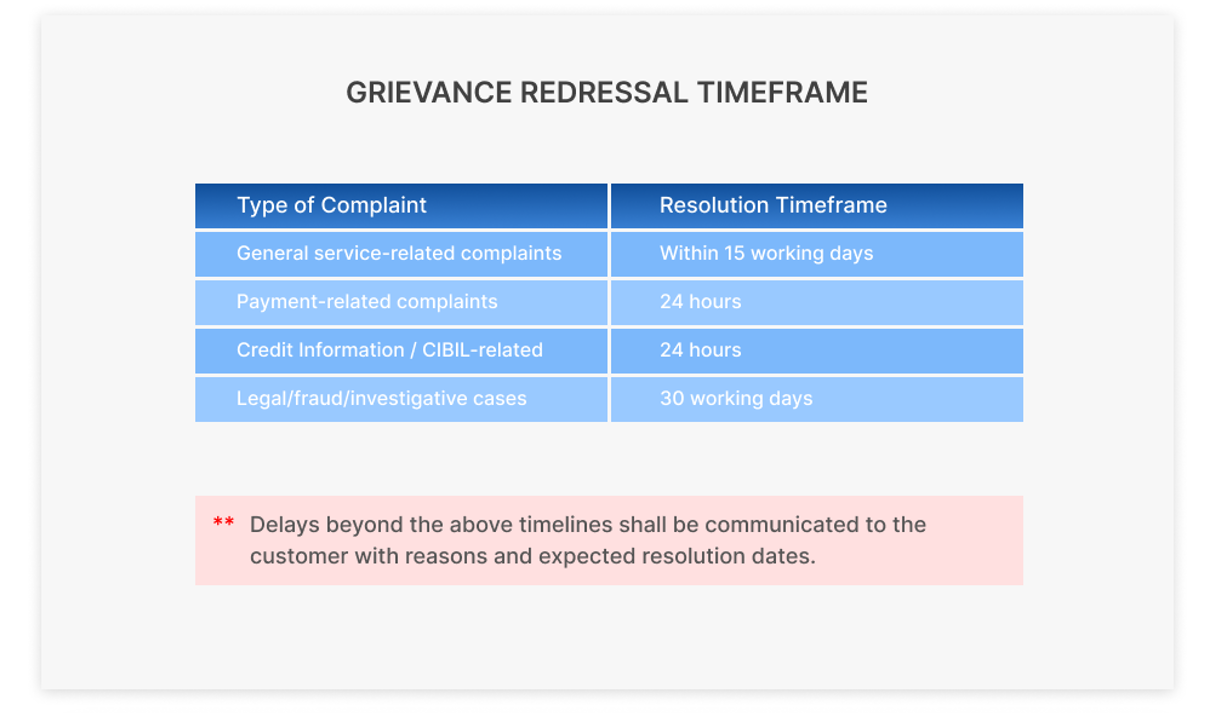 GRIEVANCE REDRESSAL TIMEFRAME
Type of Complaint Resolution Timeframe
General service-related complaints Within 15 working days
Payment-related complaints 24 hours
Credit Information / CIBIL-related 24 hours
Legal/fraud/investigative cases 30 working days
** Delays beyond the above timelines shall be communicated to the
customer with reasons and expected resolution dates.